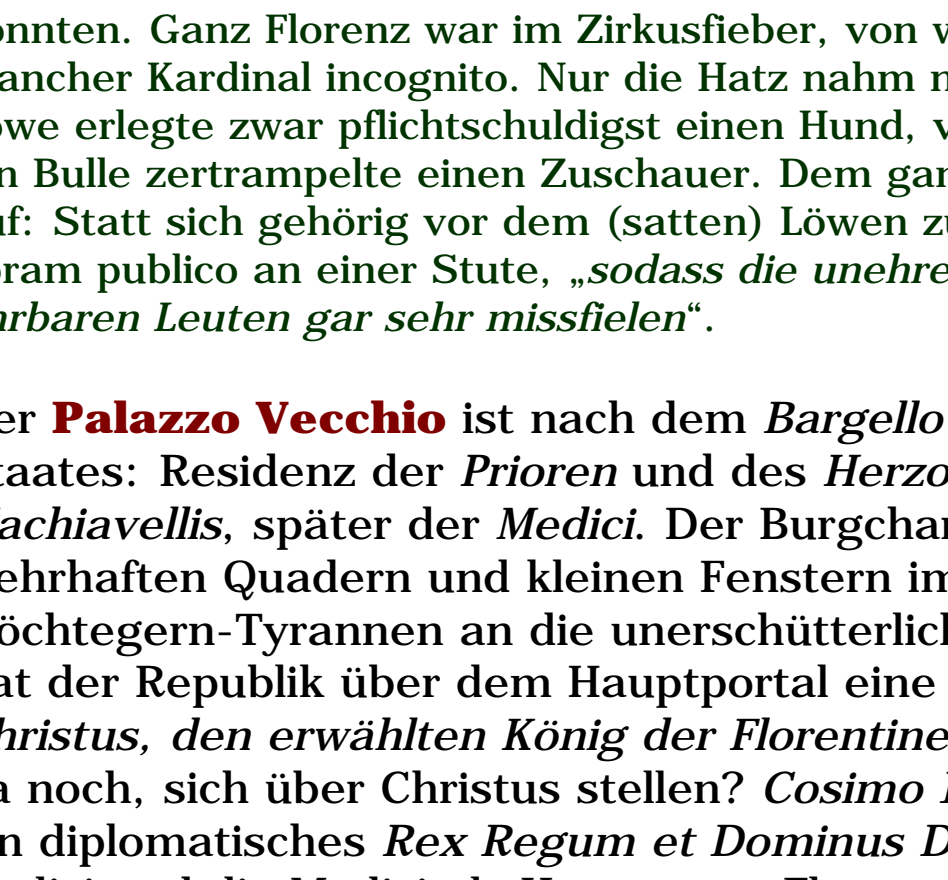 onnten. Ganz Florenz war im Zirkusfieber, von w
ancher Kardinal incognito. Nur die Hatz nahm n
öwe erlegte zwar pflichtschuldigst einen Hund, v
n Bulle zertrampelte einen Zuschauer. Dem gan
uf: Statt sich gehörig vor dem (satten) Löwen zu
oram publico an einer Stute, „sodass die unehre
hrbaren Leuten gar sehr missfielen“.
er Palazzo Vecchio ist nach dem Bargello
taates: Residenz der Prioren und des Herzo
achiavellis, später der Medici. Der Burgchar
ehrhaften Quadern und kleinen Fenstern im
öchtegern-Tyrannen an die unerschütterlich
at der Republik über dem Hauptportal eine
hristus, den erwählten König der Florentine
a noch, sich über Christus stellen? Cosimo
n diplomatisches Rex Regum et Dominus D